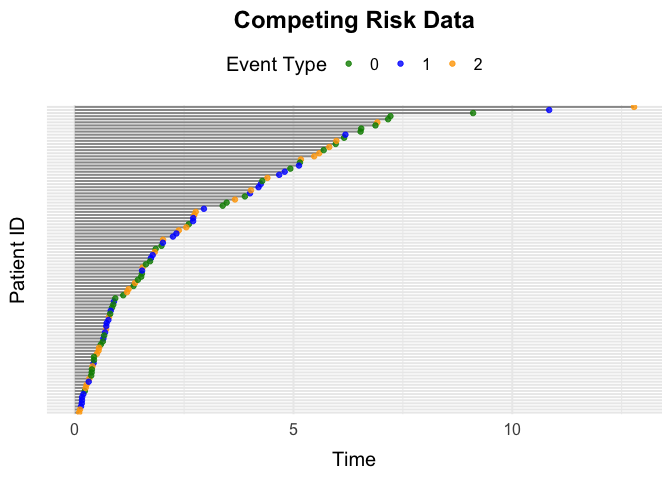 Competing Risk Data
Event Type 0 1 2
Patient ID
0 5 10
Time